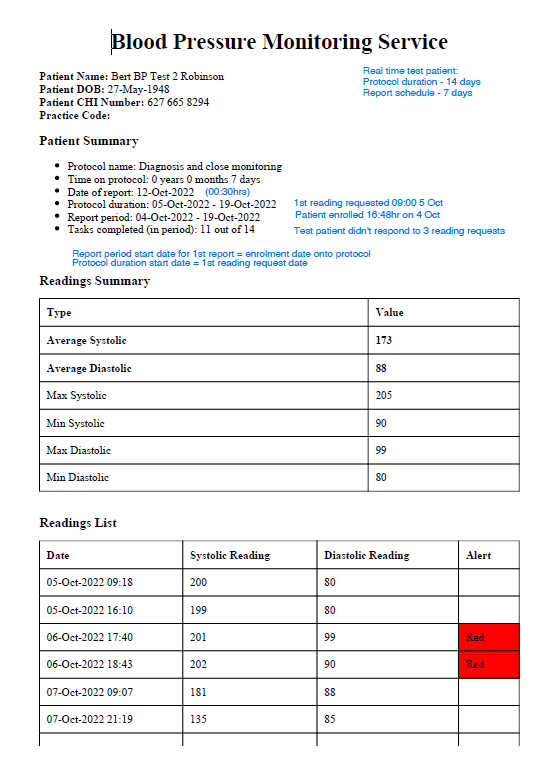 Blood Pressure Monitoring Service
Patient Name: Bert BP Test 2 Robinson
Patient DOB: 27-May-1948
Patient CHI Number: 627 665 8294
Practice Code:
Real time test patient:
Protocol duration - 14 days
Report schedule - 7 days
Patient Summary
Protocol name: Diagnosis and close monitoring
Time on protocol: 0 years 0 months 7 days
Date of report: 12-Oct-2022 (00:30hrs)
Protocol duration: 05-Oct-2022 - 19-Oct-2022 1st reading requested 09:00 5 Oct
Report period: 04-Oct-2022 - 19-Oct-2022 Patient enrolled 16:48hr on 4 Oct
Tasks completed (in period): 11 out of 14 Test patient didn't respond to 3 reading requests
Report period start date for 1st report = enrolment date onto protocol
Protocol duration start date = 1st reading request date
Readings Summary
Type Value
Average Systolic 173
Average Diastolic 88
Max Systolic 205
Min Systolic 90
Max Diastolic 99
Min Diastolic 80
Readings List
Date Systolic Reading Diastolic Reading Alert
05-Oct-2022 09:18 200 80
05-Oct-2022 16:10 199 80
06-Oct-2022 17:40 201 99 Red
06-Oct-2022 18:43 202 90 Red
07-Oct-2022 09:07 181 88
07-Oct-2022 21:19 135 85